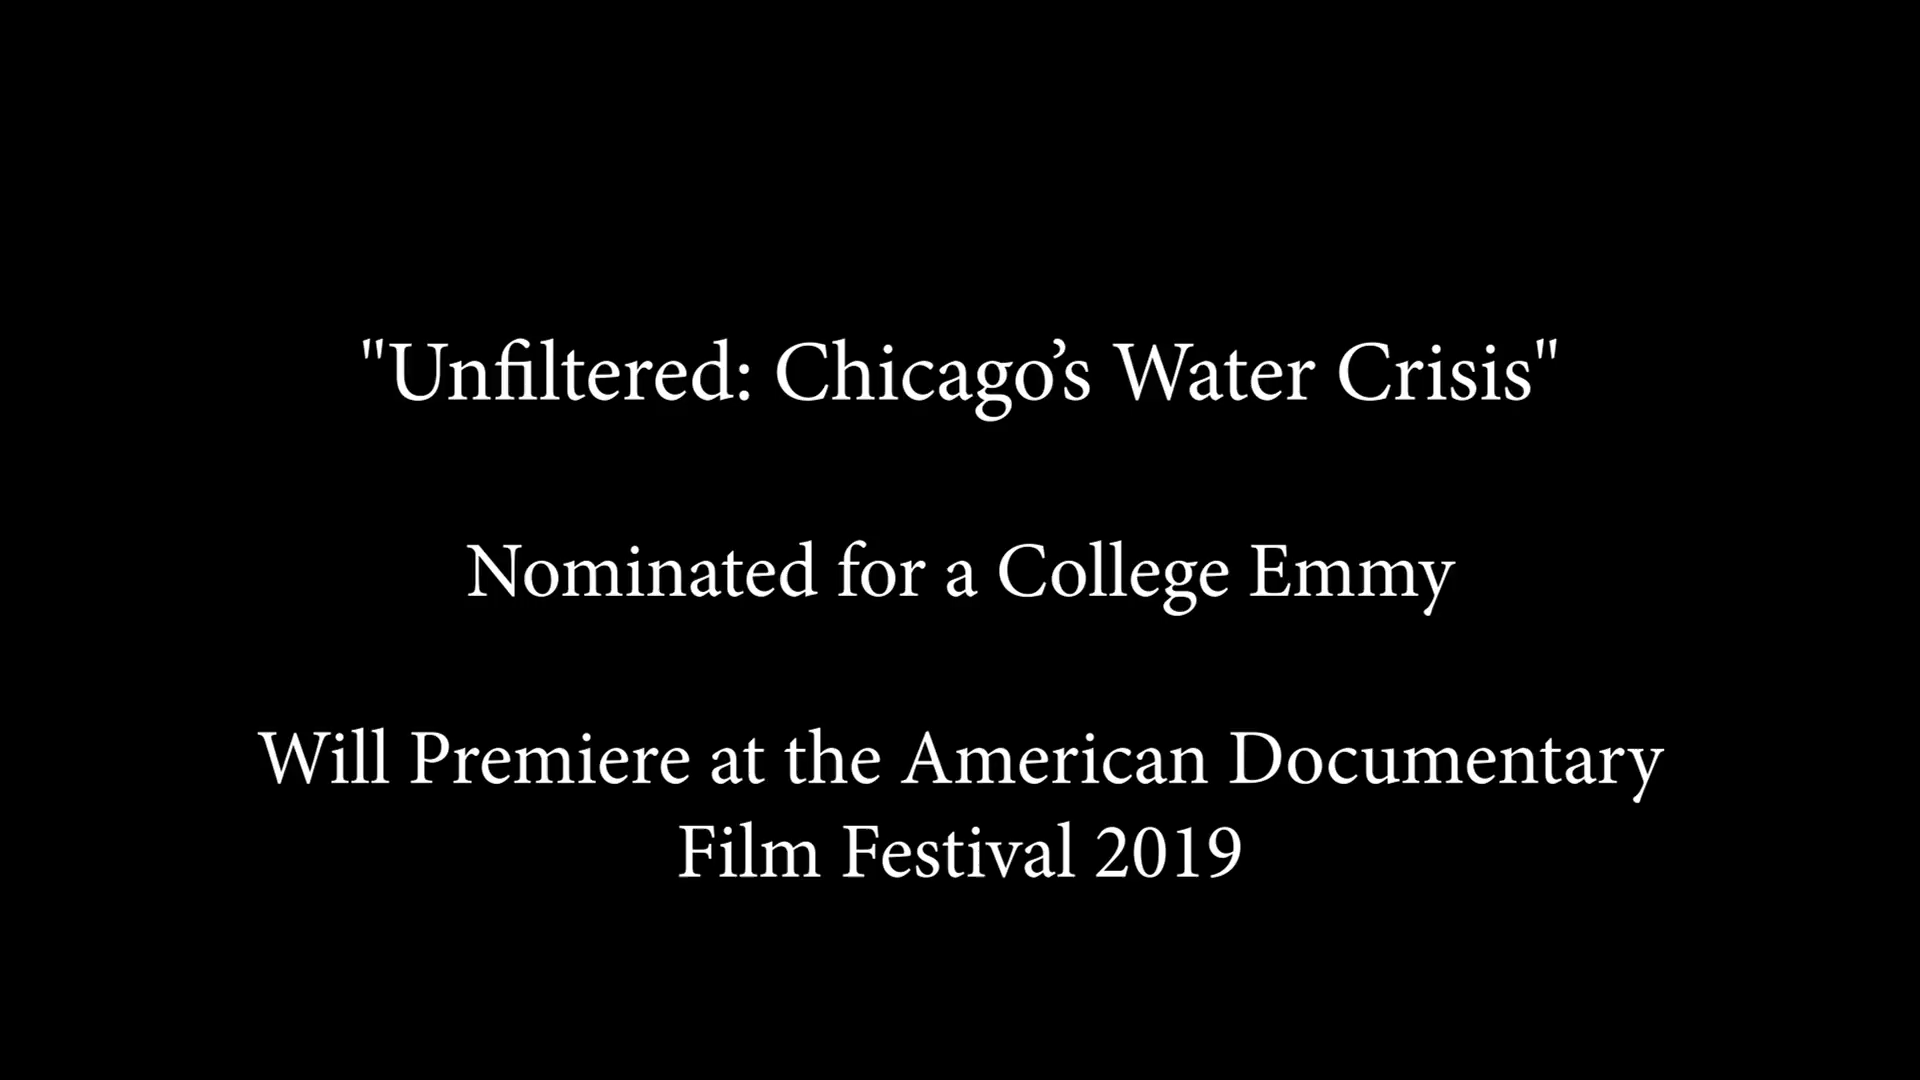 "Unfiltered: Chicago’s Water Crisis"
Nominated for a College Emmy
Will Premiere at the American Documentary
Film Festival 2019